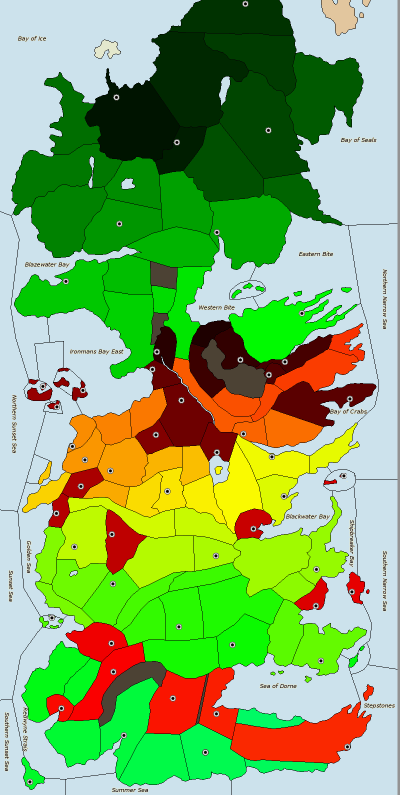 Bay of Ice
Bay of Seals
Eastern Bite
Blazewater Bay
Northern Narrow Sea
Western Bite
Ironmans Bay East
Northern Sunset Sea
Bay of Crabs
Blackwater Bay
Shipbreaker Bay
Golden Sea
Southern Narrow Sea
Sunset Sea
Sea of Dorne
Stepstones
Redwyne Straits
Southern Sunset Sea
Summer Sea